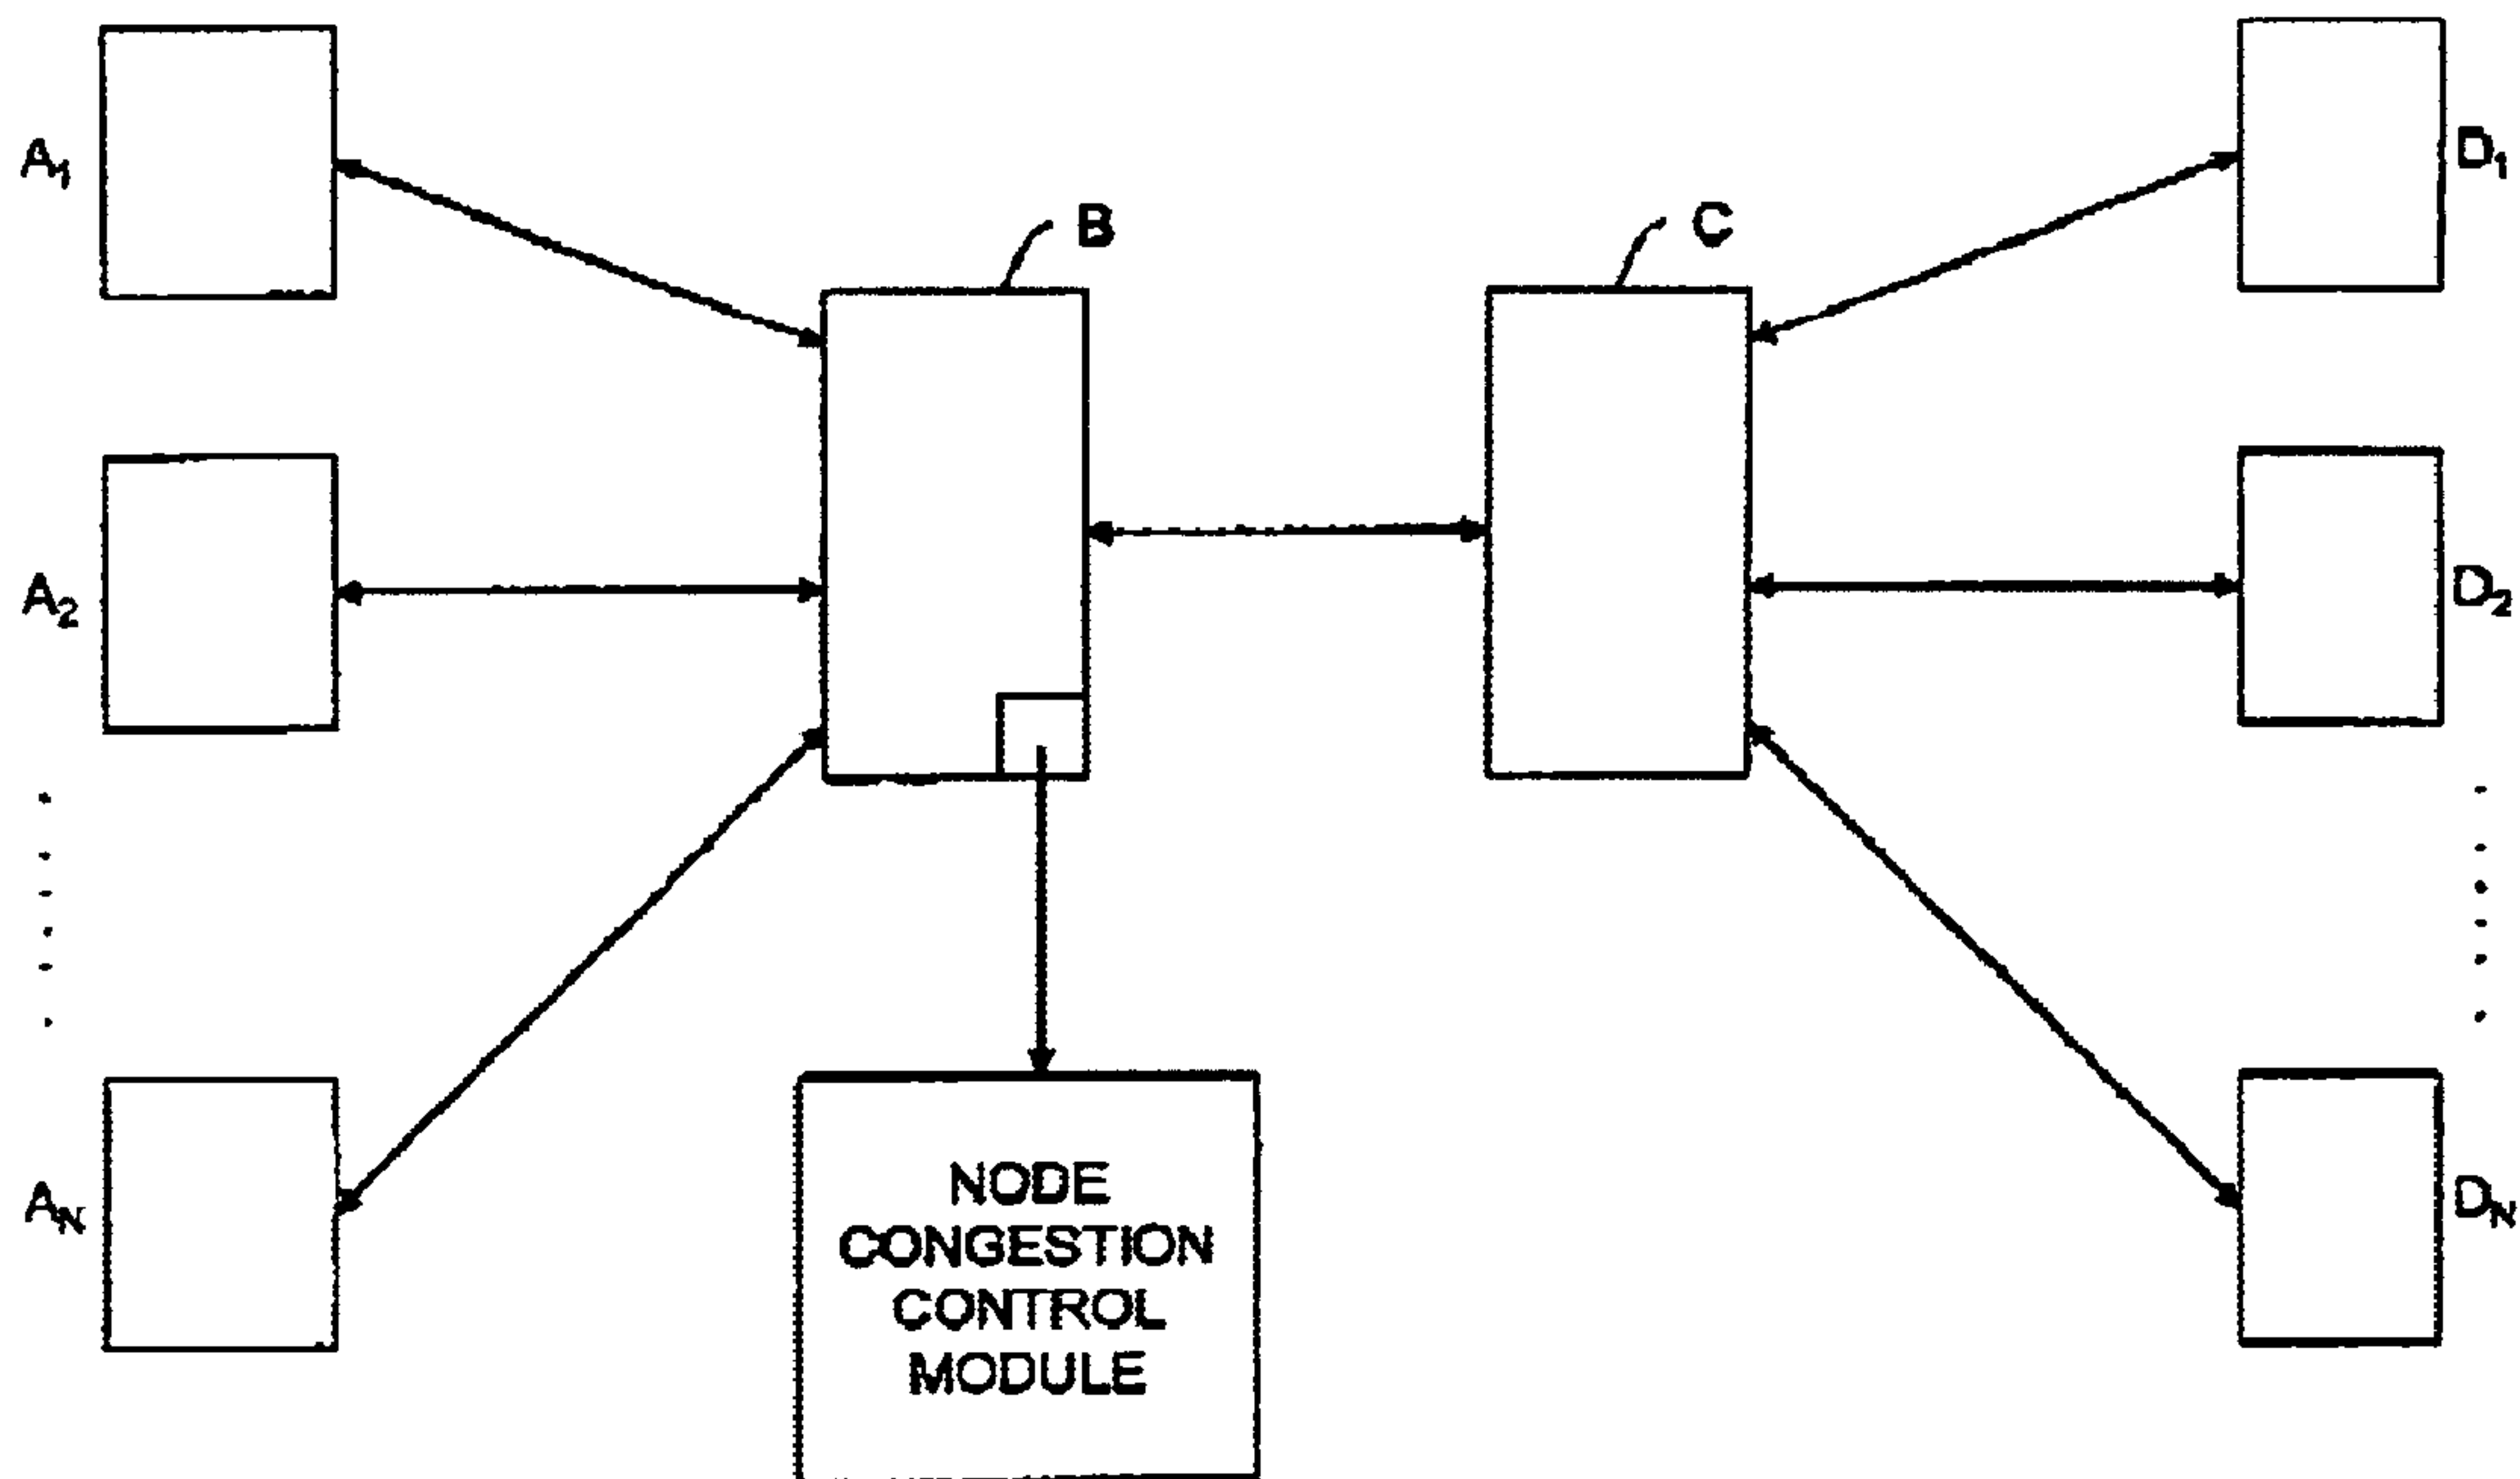 A1
D1
B
C
A2
D2
AN
DN
NODE
CONGESTION
CONTROL
MODULE